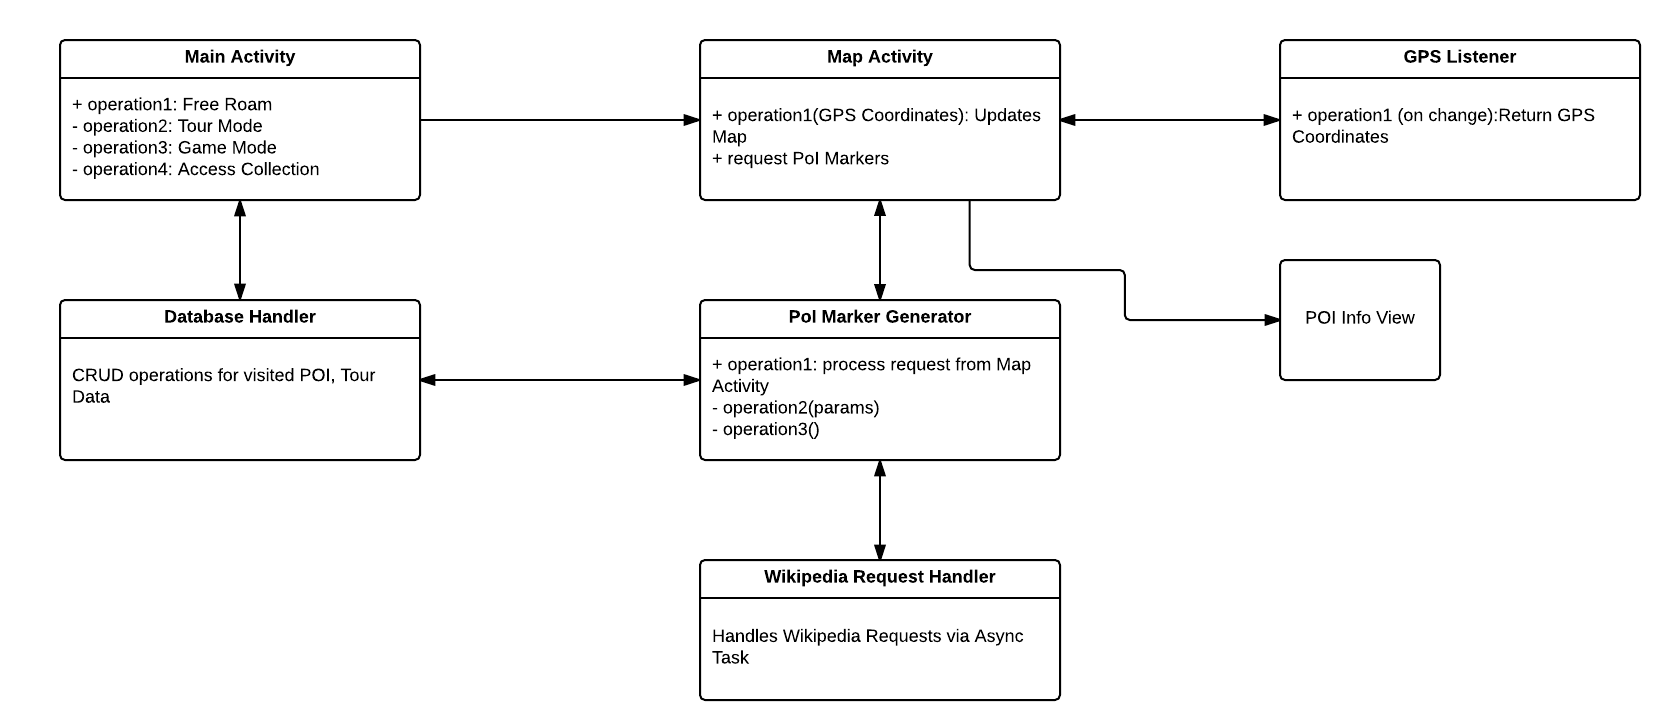 Main Activity
+ operation1: Free Roam
- operation2: Tour Mode
- operation3: Game Mode
- operation4: Access Collection
Map Activity
+ operation1(GPS Coordinates): Updates
Map
+ request PoI Markers
GPS Listener
+ operation1 (on change):Return GPS
Coordinates
Database Handler
CRUD operations for visited POI, Tour
Data
PoI Marker Generator
+ operation1: process request from Map
Activity
- operation2(params)
- operation3()
POI Info View
Wikipedia Request Handler
Handles Wikipedia Requests via Async
Task